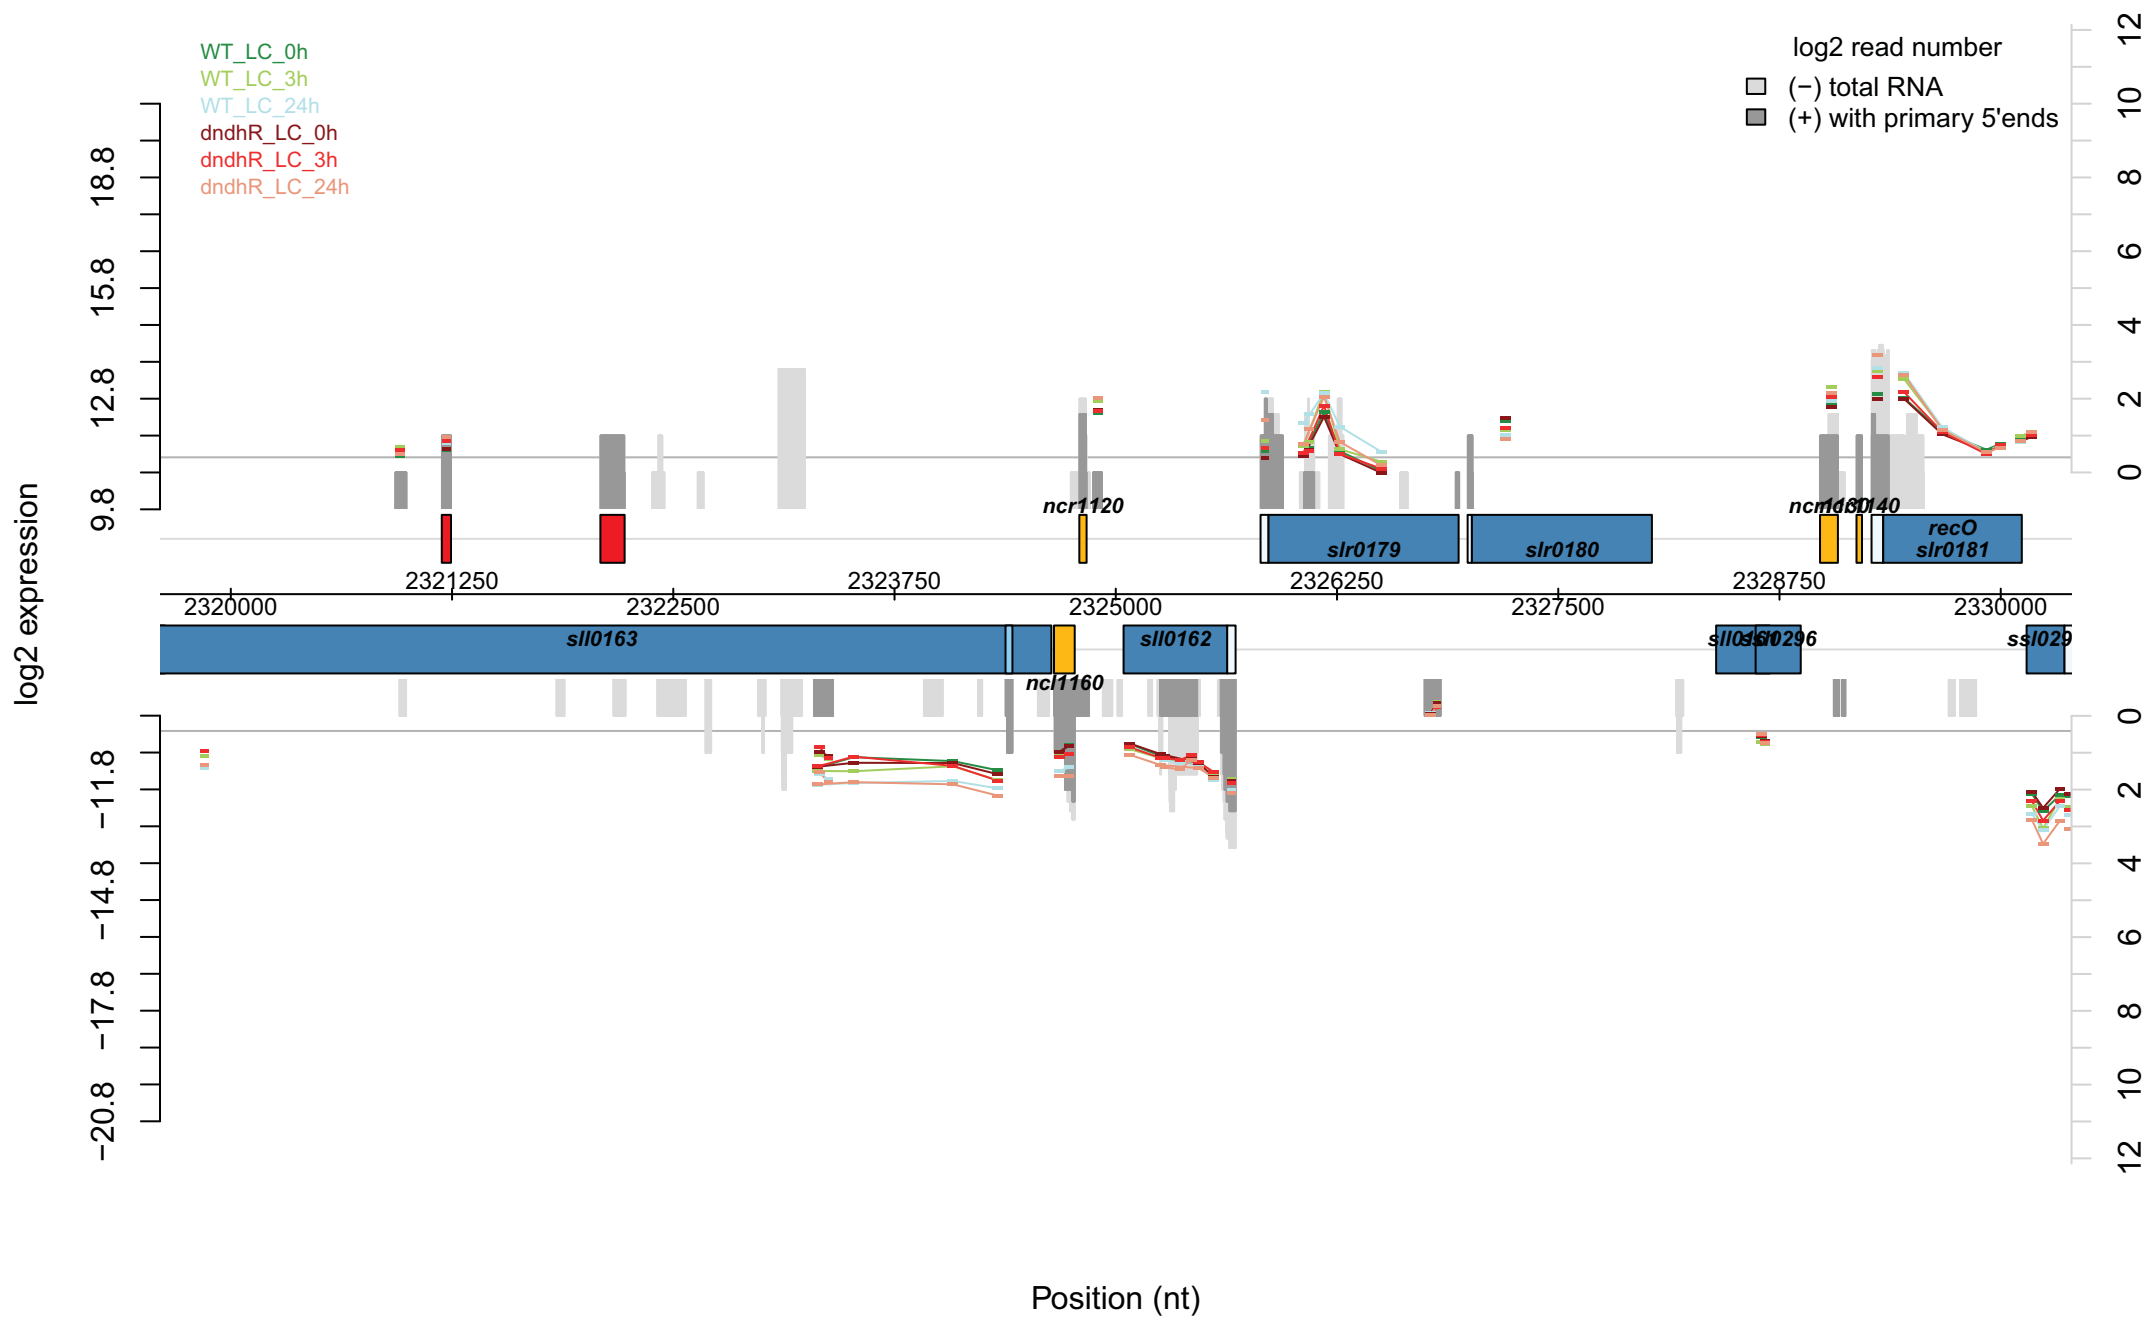 WT_LC_0h
WT_LC_3h
WT_LC_24h
dndhR_LC_0h
dndhR_LC_3h
dndhR_LC_24h
log2 read number
(−) total RNA
(+) with primary 5'ends
log2 expression
9.8
12.8
15.8
18.8
0
2
4
6
8
10
12
ncr1120
ncr1140
slr0179
slr0180
recO
slr0181
2321250
2323750
2326250
2328750
2320000
2322500
2325000
2327500
2330000
sll0163
sll0162
ssl029
ncl1160
−11.8
−14.8
−17.8
−20.8
0
2
4
6
8
10
12
Position (nt)